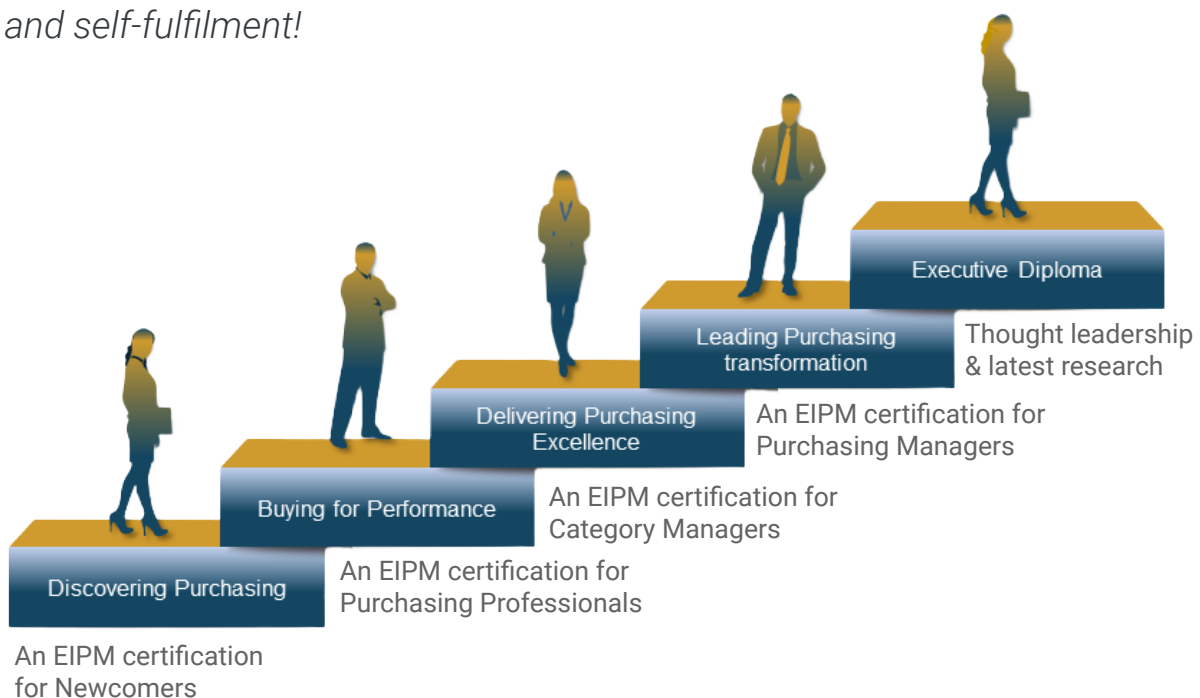 and self-fulfilment!
Executive Diploma
Thought leadership
& latest research
Leading Purchasing
transformation
An EIPM certification for
Purchasing Managers
Delivering Purchasing
Excellence
An EIPM certification for
Category Managers
Buying for Performance
An EIPM certification for
Purchasing Professionals
Discovering Purchasing
An EIPM certification
for Newcomers